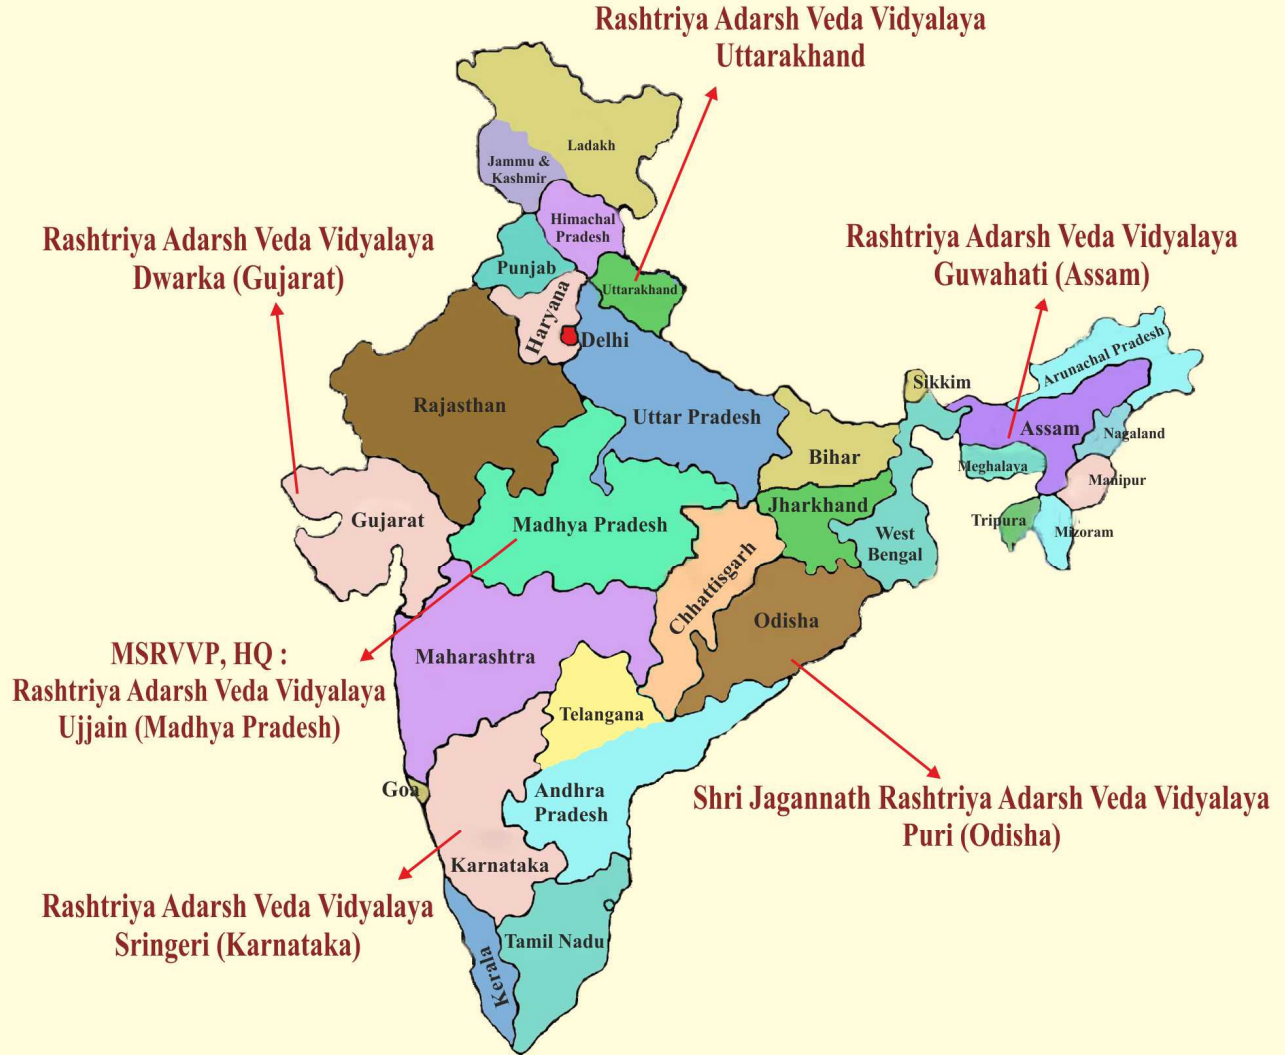 Rashtriya Adarsh Veda Vidyalaya
Uttarakhand
Ladakh
Jammu &
Kashmir
Himachal
Pradesh
Rashtriya Adarsh Veda Vidyalaya
Dwarka (Gujarat)
Rashtriya Adarsh Veda Vidyalaya
Guwahati (Assam)
Punjab
Uttarakhand
Haryana
Delhi
Arunachal Pradesh
Sikkim
Rajasthan
Uttar Pradesh
Assam
Nagaland
Bihar
Meghalaya
Manipur
Jharkhand
Gujarat
Madhya Pradesh
Tripura
Mizoram
West
Bengal
Chhattisgarh
Odisha
MSRVVP, HQ :
Rashtriya Adarsh Veda Vidyalaya
Ujjain (Madhya Pradesh)
Maharashtra
Telangana
Goa
Andhra
Pradesh
Shri Jagannath Rashtriya Adarsh Veda Vidyalaya
Puri (Odisha)
Karnataka
Rashtriya Adarsh Veda Vidyalaya
Sringeri (Karnataka)
Tamil Nadu
Kerala